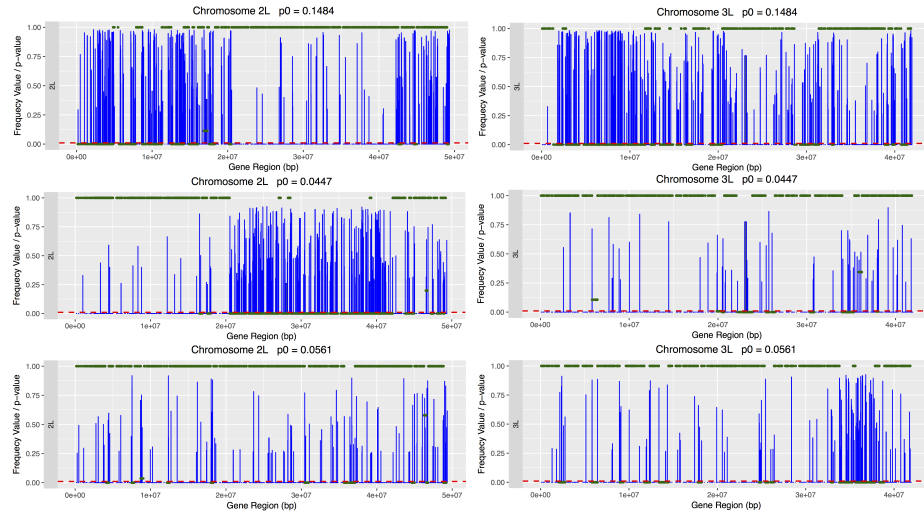 Chromosome 2L p0 = 0.1484
Frequecy Value / p-value
2L
1.00
0.75
0.50
0.25
0.00
0e+00 1e+07 2e+07 3e+07 4e+07 5e+07
Gene Region (bp)
Chromosome 3L p0 = 0.1484
Frequecy Value / p-value
3L
1.00
0.75
0.50
0.25
0.00
0e+00 1e+07 2e+07 3e+07 4e+07
Gene Region (bp)
Chromosome 2L p0 = 0.0447
Frequecy Value / p-value
2L
1.00
0.75
0.50
0.25
0.00
0e+00 1e+07 2e+07 3e+07 4e+07 5e+07
Gene Region (bp)
Chromosome 3L p0 = 0.0447
Frequecy Value / p-value
3L
1.00
0.75
0.50
0.25
0.00
0e+00 1e+07 2e+07 3e+07 4e+07
Gene Region (bp)
Chromosome 2L p0 = 0.0561
Frequecy Value / p-value
2L
1.00
0.75
0.50
0.25
0.00
0e+00 1e+07 2e+07 3e+07 4e+07 5e+07
Gene Region (bp)
Chromosome 3L p0 = 0.0561
Frequecy Value / p-value
3L
1.00
0.75
0.50
0.25
0.00
0e+00 1e+07 2e+07 3e+07 4e+07
Gene Region (bp)